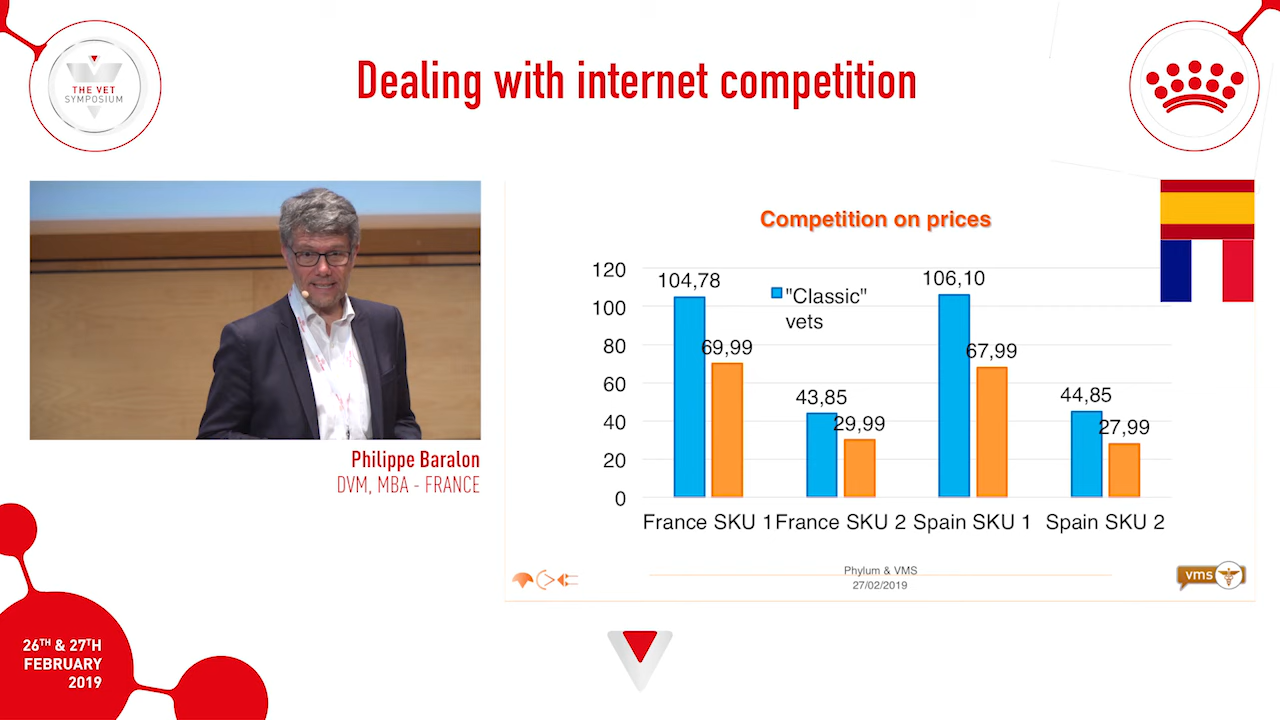 Dealing with internet competition
THE VET
SYMPOSIUM
Philippe Baralon
DVM, MBA - FRANCE
Competition on prices
120
100
80
60
40
20
0
"Classic"
vets
104,78
69,99
43,85
29,99
106,10
67,99
44,85
27,99
France SKU 1 France SKU 2 Spain SKU 1 Spain SKU 2
Phylum & VMS
27/02/2019
vms
26TH & 27TH
FEBRUARY
2019